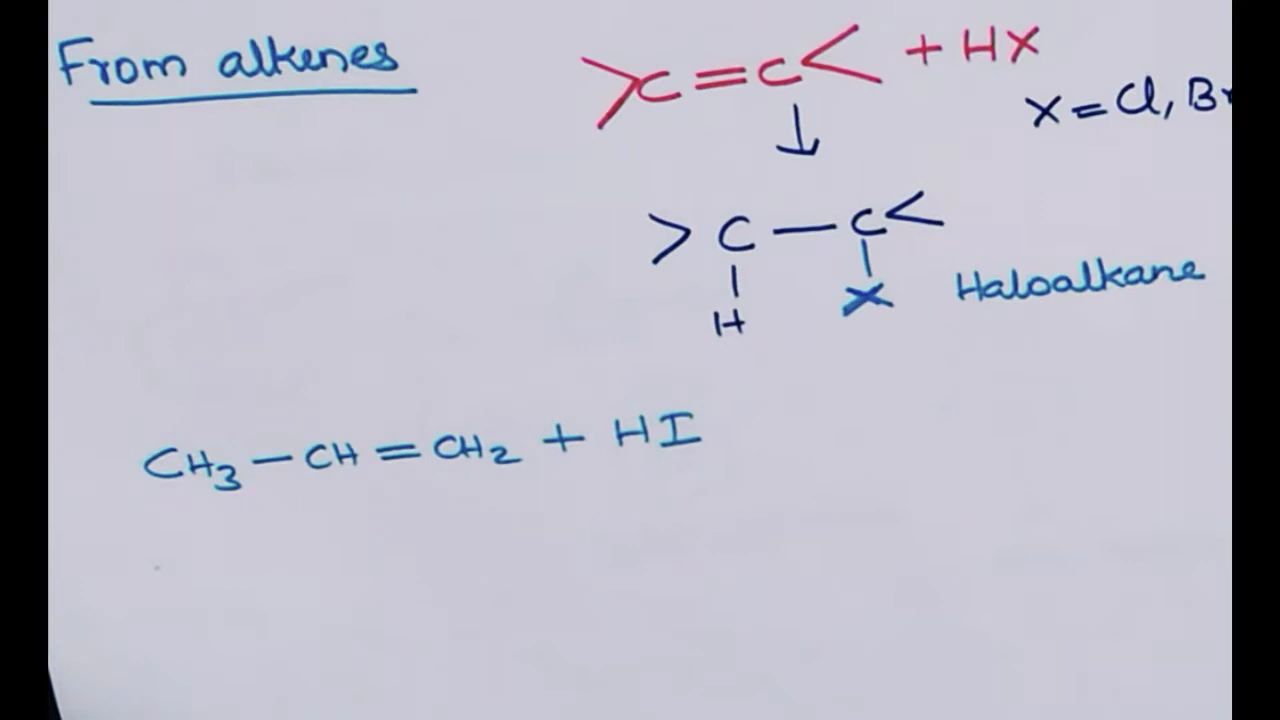 From alkenes
>C=C< + HX
X=Cl, Br
>C—C<
H X Haloalkane
CH3-CH=CH2 + HI